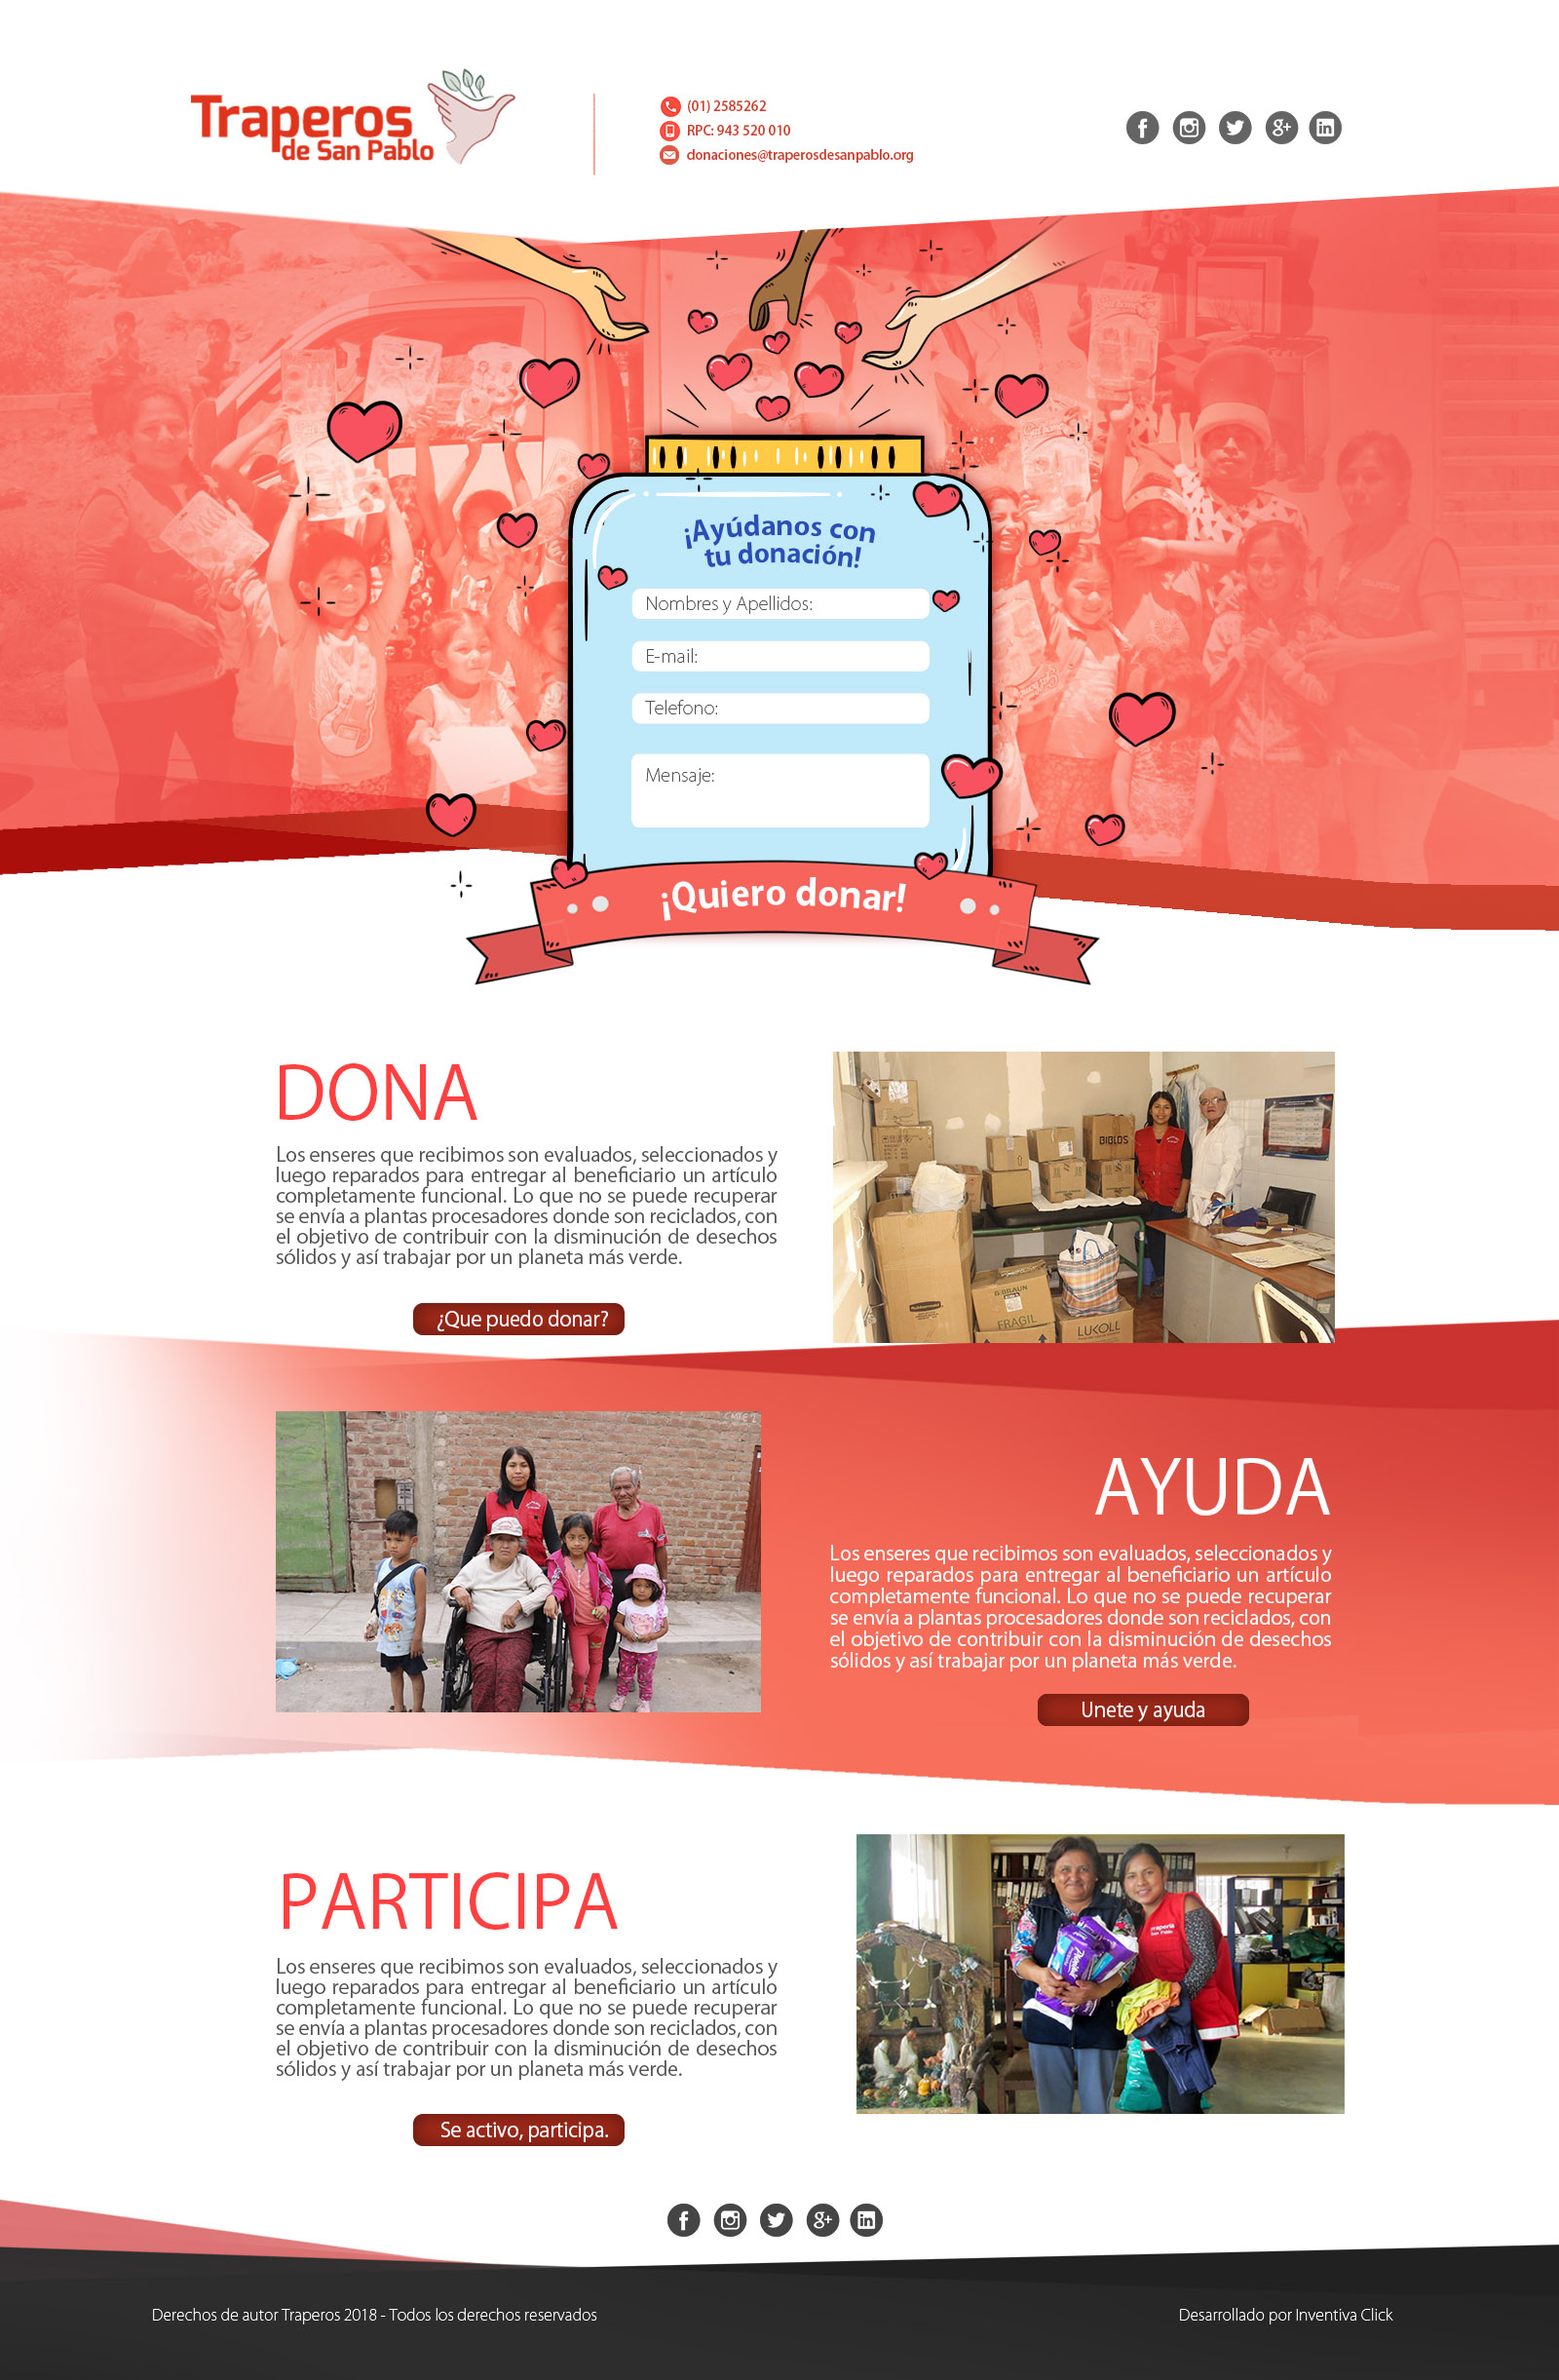 Traperos
de San Pablo
(01) 2585262
RPC: 943 520 010
donaciones@traperosdesanpablo.org
¡Ayúdanos con
tu donación!
Nombres y Apellidos:
E-mail:
Telefono:
Mensaje:
¡Quiero donar!
DONA
Los enseres que recibimos son evaluados, seleccionados y
luego reparados para entregar al beneficiario un artículo
completamente funcional. Lo que no se puede recuperar
se envía a plantas procesadores donde son reciclados, con
el objetivo de contribuir con la disminución de desechos
sólidos y así trabajar por un planeta más verde.
¿Que puedo donar?
BIBLOS
G.BRAUN
FRAGIL
LUKOLL
AYUDA
Los enseres que recibimos son evaluados, seleccionados y
luego reparados para entregar al beneficiario un artículo
completamente funcional. Lo que no se puede recuperar
se envía a plantas procesadores donde son reciclados, con
el objetivo de contribuir con la disminución de desechos
sólidos y así trabajar por un planeta más verde.
Unete y ayuda
PARTICIPA
Los enseres que recibimos son evaluados, seleccionados y
luego reparados para entregar al beneficiario un artículo
completamente funcional. Lo que no se puede recuperar
se envía a plantas procesadores donde son reciclados, con
el objetivo de contribuir con la disminución de desechos
sólidos y así trabajar por un planeta más verde.
Se activo, participa.
San Pablo
Derechos de autor Traperos 2018 - Todos los derechos reservados
Desarrollado por Inventiva Click